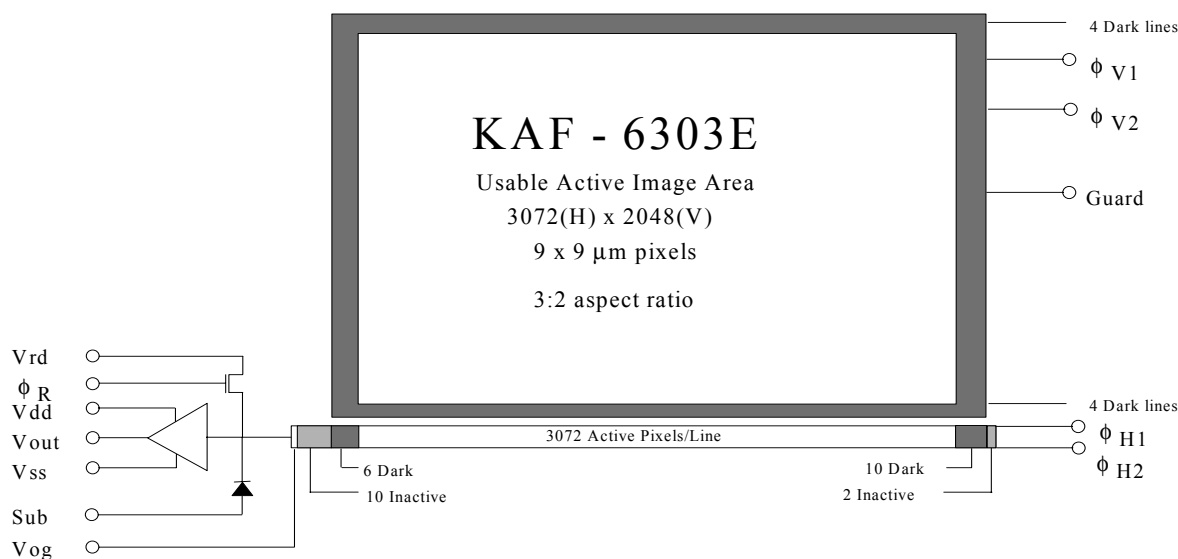 4 Dark lines
ϕ V1
ϕ V2
KAF - 6303E
Usable Active Image Area
3072(H) x 2048(V)
9 x 9 µm pixels
3:2 aspect ratio
Guard
Vrd
ϕ R
Vdd
Vout
Vss
Sub
Vog
4 Dark lines
3072 Active Pixels/Line
ϕ H1
ϕ H2
6 Dark
10 Inactive
10 Dark
2 Inactive